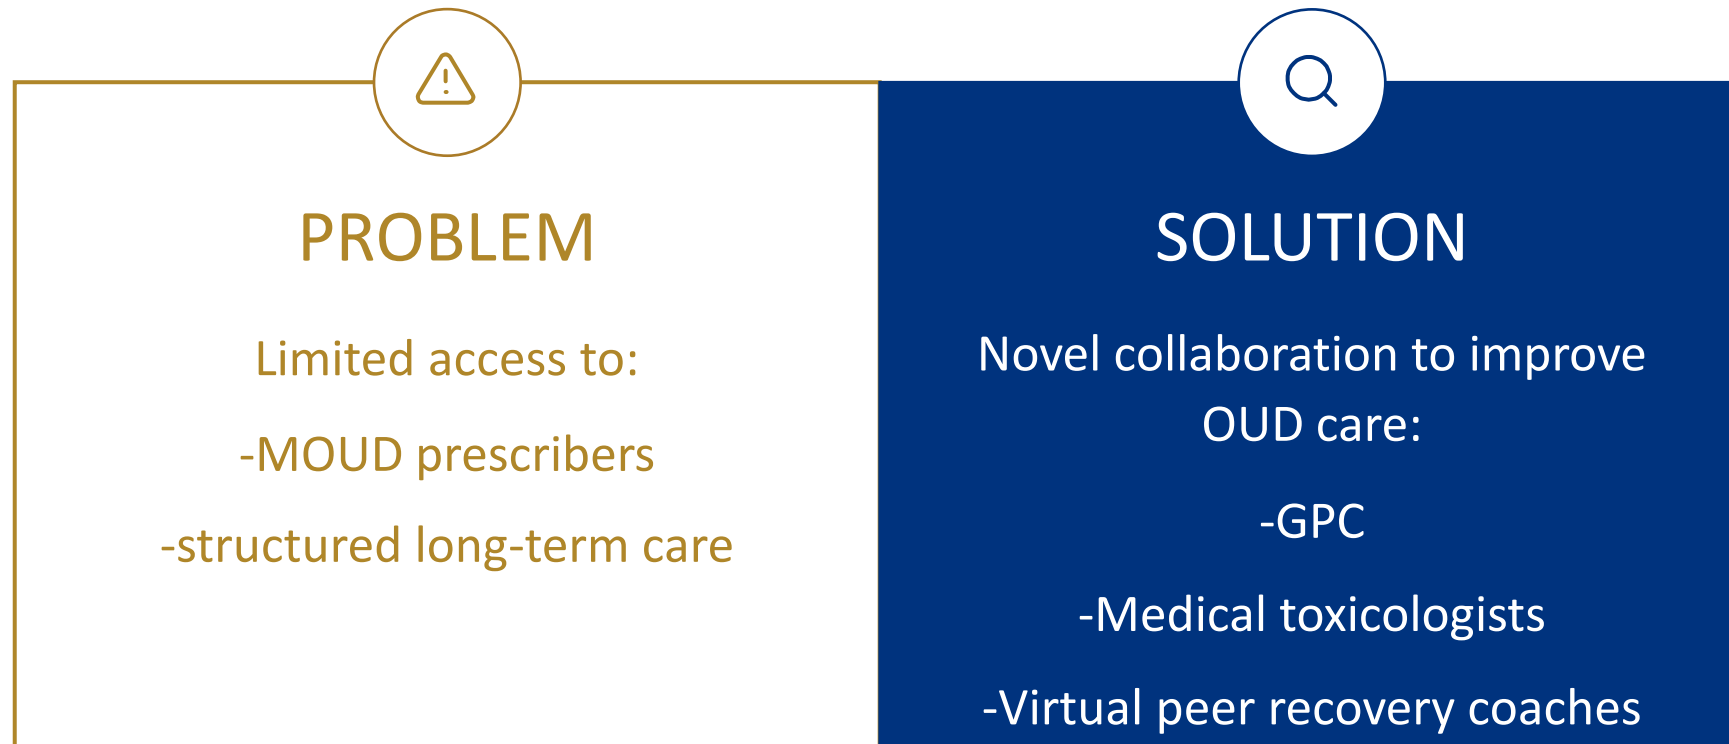 PROBLEM
Limited access to:
-MOUD prescribers
-structured long-term care
SOLUTION
Novel collaboration to improve
OUD care:
-GPC
-Medical toxicologists
-Virtual peer recovery coaches